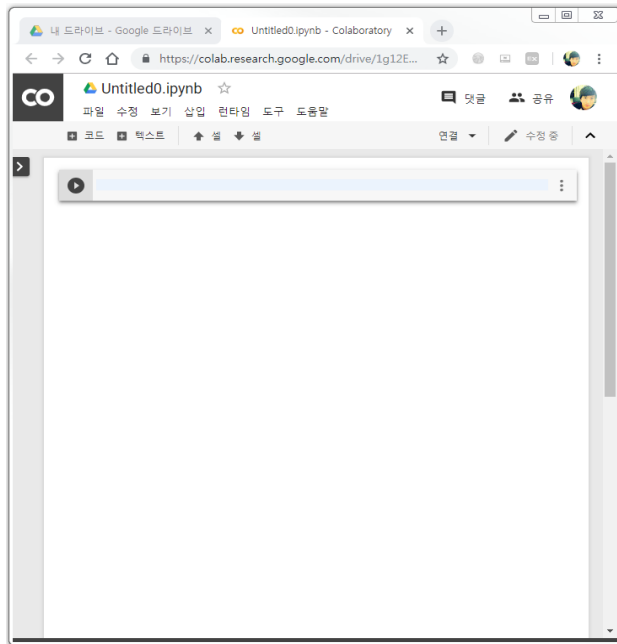 내 드라이브 - Google 드라이브
Untitled0.ipynb - Colaboratory
https://colab.research.google.com/drive/1g12E...
CO Untitled0.ipynb
댓글 공유
파일 수정 보기 삽입 런타임 도구 도움말
코드 텍스트 셀 셀 연결 수정 중